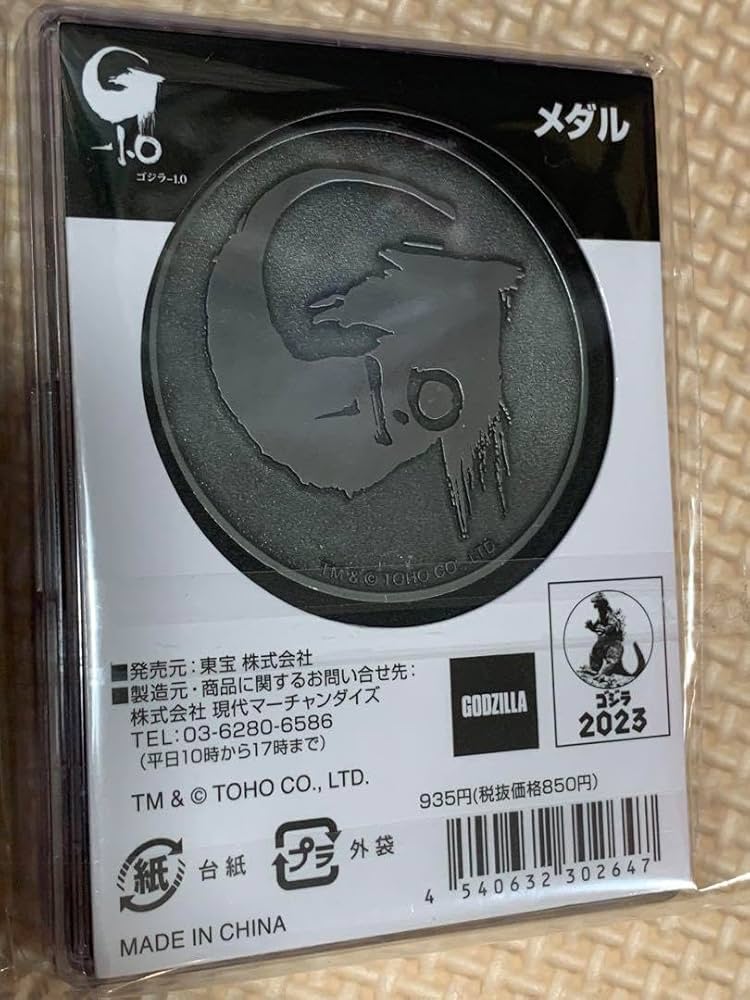 -1.0
ゴジラ-1.0
メダル
-1.0
TM & © TOHO CO., LTD.
■発売元：東宝 株式会社
■製造元・商品に関するお問い合せ先：
株式会社 現代マーチャンダイズ
TEL:03-6280-6586
（平日10時から17時まで）
TM & © TOHO CO., LTD.
GODZILLA
ゴジラ
2023
935円(税抜価格850円)
紙 台紙
プラ 外袋
4 540632 302647
MADE IN CHINA